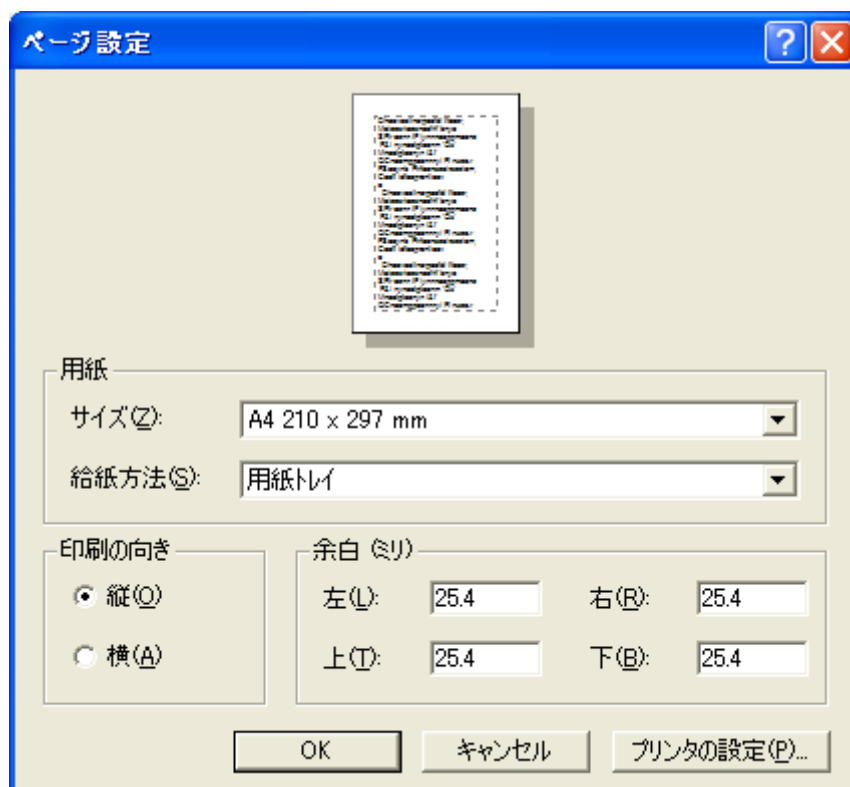 ページ設定
用紙
サイズ(Z): A4 210 x 297 mm
給紙方法(S): 用紙トレイ
印刷の向き 余白 (ミリ)
縦(O) 左(L): 25.4 右(R): 25.4
横(A) 上(T): 25.4 下(B): 25.4
OK キャンセル プリンタの設定(P)...